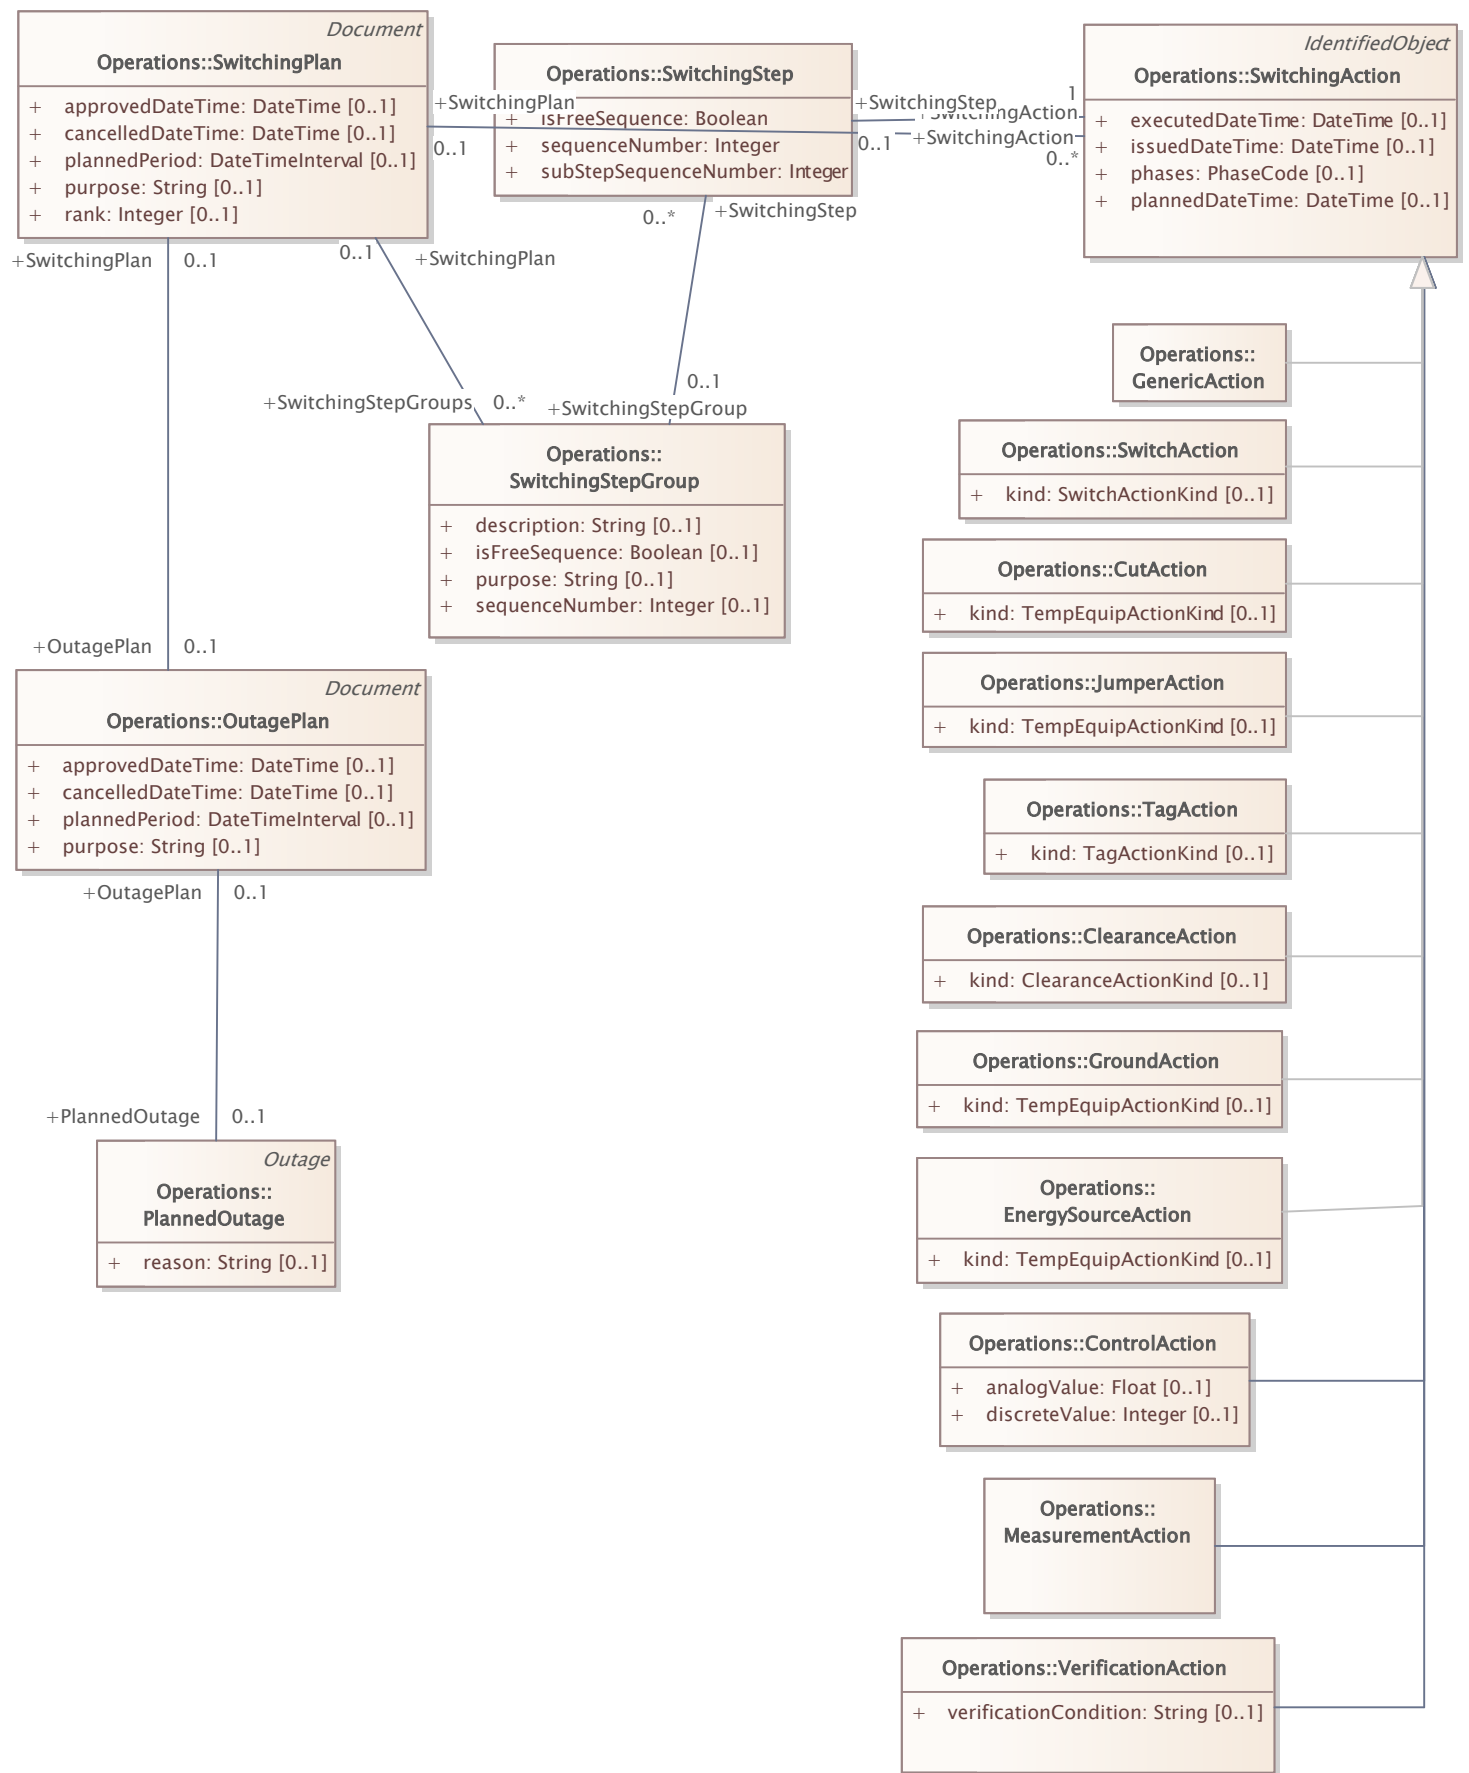 Document
Operations::SwitchingPlan
+ approvedDateTime: DateTime [0..1]
+ cancelledDateTime: DateTime [0..1]
+ plannedPeriod: DateTimeInterval [0..1]
+ purpose: String [0..1]
+ rank: Integer [0..1]
+SwitchingPlan
0..1
Operations::SwitchingStep
+ isFreeSequence: Boolean
+ sequenceNumber: Integer
+ subStepSequenceNumber: Integer
+SwitchingStep
0..1
1
+SwitchingAction
+SwitchingAction
0..*
IdentifiedObject
Operations::SwitchingAction
+ executedDateTime: DateTime [0..1]
+ issuedDateTime: DateTime [0..1]
+ phases: PhaseCode [0..1]
+ plannedDateTime: DateTime [0..1]
+SwitchingPlan 0..1
0..1 +SwitchingPlan
0..* +SwitchingStep
+SwitchingStepGroups 0..*
0..1
+SwitchingStepGroup
Operations::
SwitchingStepGroup
+ description: String [0..1]
+ isFreeSequence: Boolean [0..1]
+ purpose: String [0..1]
+ sequenceNumber: Integer [0..1]
+OutagePlan 0..1
Document
Operations::OutagePlan
+ approvedDateTime: DateTime [0..1]
+ cancelledDateTime: DateTime [0..1]
+ plannedPeriod: DateTimeInterval [0..1]
+ purpose: String [0..1]
+OutagePlan 0..1
+PlannedOutage 0..1
Outage
Operations::
PlannedOutage
+ reason: String [0..1]
Operations::
GenericAction
Operations::SwitchAction
+ kind: SwitchActionKind [0..1]
Operations::CutAction
+ kind: TempEquipActionKind [0..1]
Operations::JumperAction
+ kind: TempEquipActionKind [0..1]
Operations::TagAction
+ kind: TagActionKind [0..1]
Operations::ClearanceAction
+ kind: ClearanceActionKind [0..1]
Operations::GroundAction
+ kind: TempEquipActionKind [0..1]
Operations::
EnergySourceAction
+ kind: TempEquipActionKind [0..1]
Operations::ControlAction
+ analogValue: Float [0..1]
+ discreteValue: Integer [0..1]
Operations::
MeasurementAction
Operations::VerificationAction
+ verificationCondition: String [0..1]